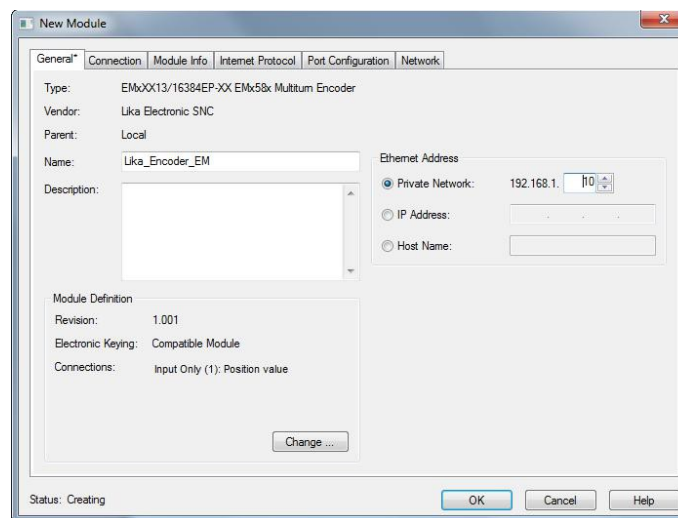 New Module
General* Connection Module Info Internet Protocol Port Configuration Network
Type: EMxXX13/16384EP-XX EMx58x Multiturn Encoder
Vendor: Lika Electronic SNC
Parent: Local
Name: Lika_Encoder_EM
Description:
Ethernet Address
Private Network: 192.168.1. 10
IP Address: . . .
Host Name:
Module Definition
Revision: 1.001
Electronic Keying: Compatible Module
Connections: Input Only (1): Position value
Change ...
Status: Creating
OK Cancel Help